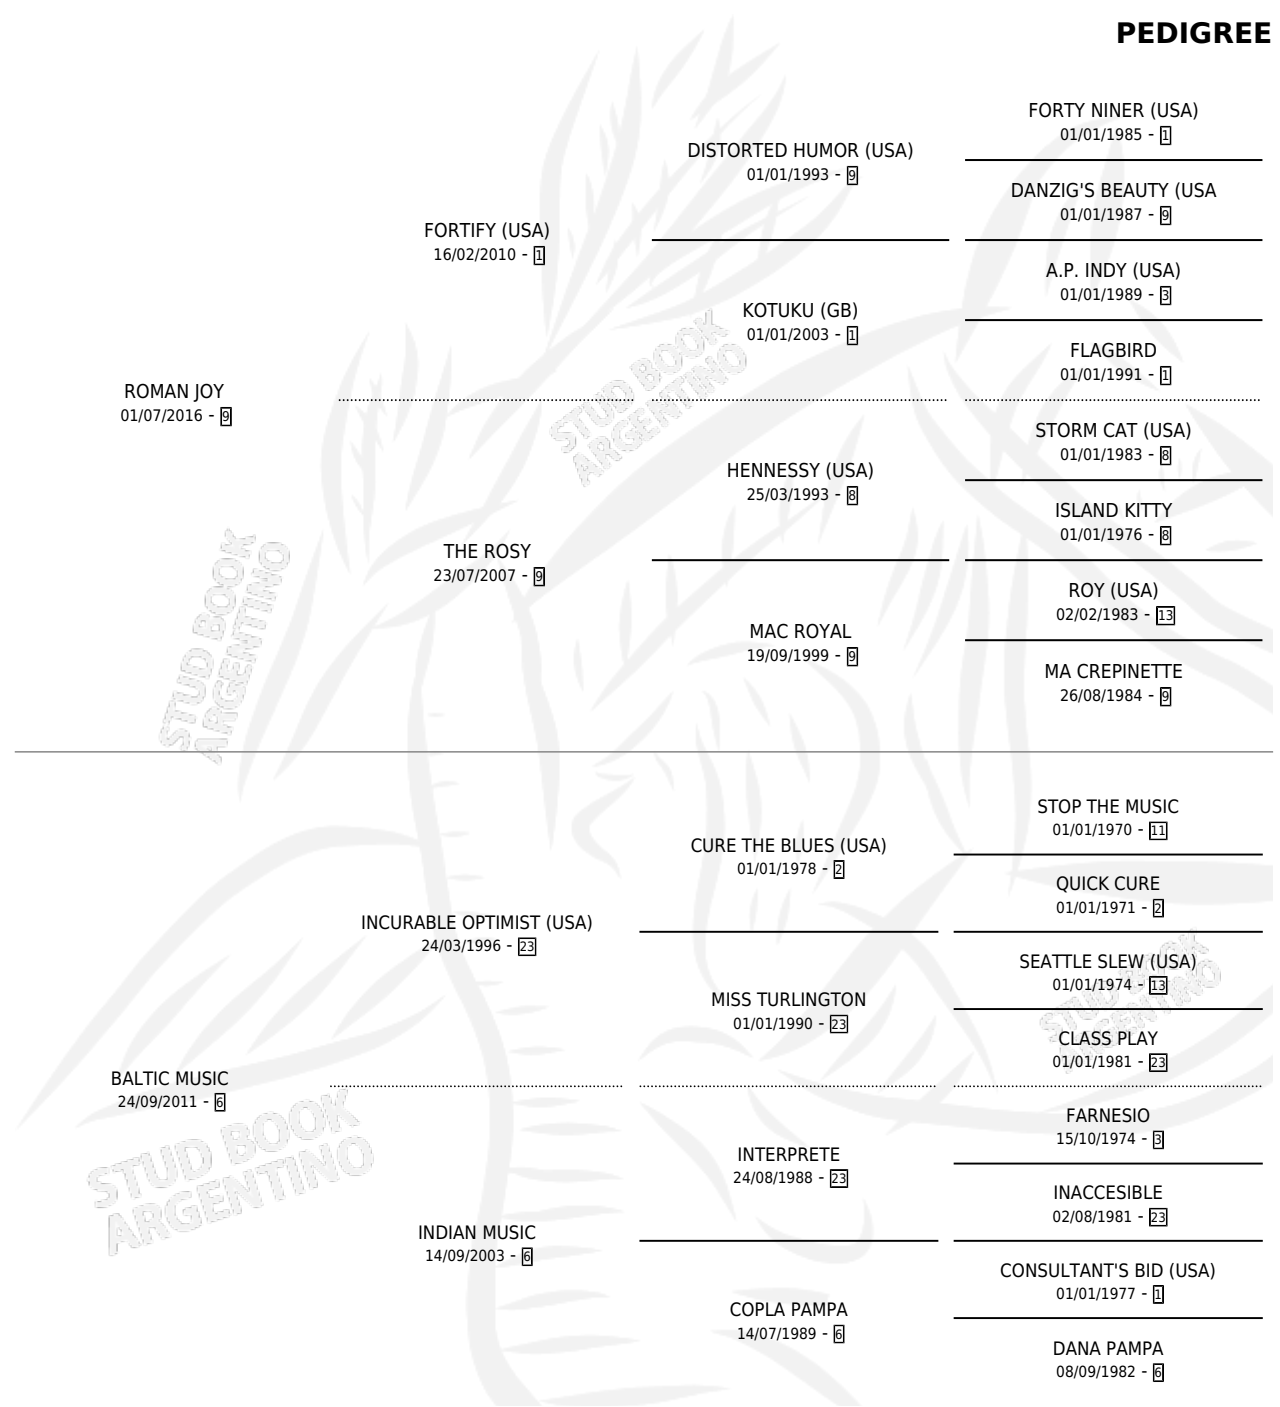 PEDIGREE
FORTY NINER (USA)
01/01/1985 - 1
DISTORTED HUMOR (USA)
01/01/1993 - 9
DANZIG'S BEAUTY (USA
01/01/1987 - 9
FORTIFY (USA)
16/02/2010 - 1
A.P. INDY (USA)
01/01/1989 - 3
KOTUKU (GB)
01/01/2003 - 1
FLAGBIRD
01/01/1991 - 1
ROMAN JOY
01/07/2016 - 9
STORM CAT (USA)
01/01/1983 - 8
HENNESSY (USA)
25/03/1993 - 8
ISLAND KITTY
01/01/1976 - 8
THE ROSY
23/07/2007 - 9
ROY (USA)
02/02/1983 - 13
MAC ROYAL
19/09/1999 - 9
MA CREPINETTE
26/08/1984 - 9
STOP THE MUSIC
01/01/1970 - 11
CURE THE BLUES (USA)
01/01/1978 - 2
QUICK CURE
01/01/1971 - 2
INCURABLE OPTIMIST (USA)
24/03/1996 - 23
SEATTLE SLEW (USA)
01/01/1974 - 13
MISS TURLINGTON
01/01/1990 - 23
CLASS PLAY
01/01/1981 - 23
BALTIC MUSIC
24/09/2011 - 6
FARNESIO
15/10/1974 - 3
INTERPRETE
24/08/1988 - 23
INACCESIBLE
02/08/1981 - 23
INDIAN MUSIC
14/09/2003 - 6
CONSULTANT'S BID (USA)
01/01/1977 - 1
COPLA PAMPA
14/07/1989 - 6
DANA PAMPA
08/09/1982 - 6
STUD BOOK
ARGENTINO
STUD BOOK
ARGENTINO
STUD BOOK
ARGENTINO
STUD BOOK
ARGENTINO